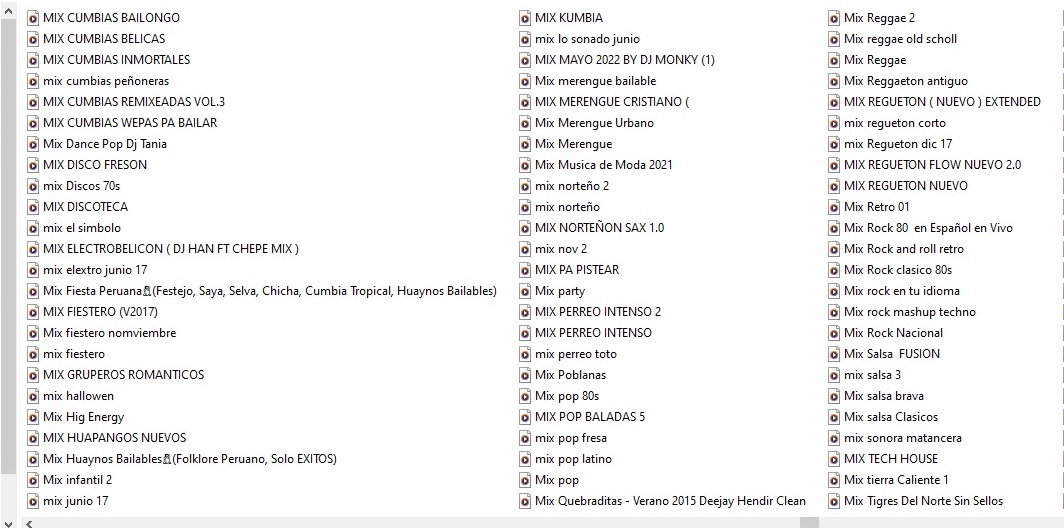 MIX CUMBIAS BAILONGO
MIX CUMBIAS BELICAS
MIX CUMBIAS INMORTALES
mix cumbias peñoneras
MIX CUMBIAS REMIXEADAS VOL.3
MIX CUMBIAS WEPAS PA BAILAR
Mix Dance Pop Dj Tania
MIX DISCO FRESON
mix Discos 70s
MIX DISCOTECA
mix el simbolo
MIX ELECTROBELICON ( DJ HAN FT CHEPE MIX )
mix elextro junio 17
Mix Fiesta Peruana(Festejo, Saya, Selva, Chicha, Cumbia Tropical, Huaynos Bailables)
MIX FIESTERO (V2017)
Mix fiestero nomviembre
mix fiestero
MIX GRUPEROS ROMANTICOS
mix hallowen
Mix Hig Energy
MIX HUAPANGOS NUEVOS
Mix Huaynos Bailables(Folklore Peruano, Solo EXITOS)
Mix infantil 2
mix junio 17
MIX KUMBIA
mix lo sonado junio
MIX MAYO 2022 BY DJ MONKY (1)
Mix merengue bailable
MIX MERENGUE CRISTIANO (
Mix Merengue Urbano
Mix Merengue
Mix Musica de Moda 2021
mix norteño 2
mix norteño
MIX NORTEÑON SAX 1.0
mix nov 2
MIX PA PISTEAR
Mix party
MIX PERREO INTENSO 2
MIX PERREO INTENSO
mix perreo toto
Mix Poblanas
Mix pop 80s
MIX POP BALADAS 5
mix pop fresa
mix pop latino
Mix pop
Mix Quebraditas - Verano 2015 Deejay Hendir Clean
Mix Reggae 2
Mix reggae old scholl
Mix Reggae
Mix Reggaeton antiguo
MIX REGUETON ( NUEVO ) EXTENDED
mix regueton corto
mix Regueton dic 17
MIX REGUETON FLOW NUEVO 2.0
MIX REGUETON NUEVO
Mix Retro 01
Mix Rock 80  en Español en Vivo
Mix Rock and roll retro
Mix Rock clasico 80s
Mix rock en tu idioma
Mix rock mashup techno
Mix Rock Nacional
Mix Salsa  FUSION
mix salsa 3
Mix salsa brava
Mix salsa Clasicos
mix sonora matancera
MIX TECH HOUSE
Mix tierra Caliente 1
Mix Tigres Del Norte Sin Sellos